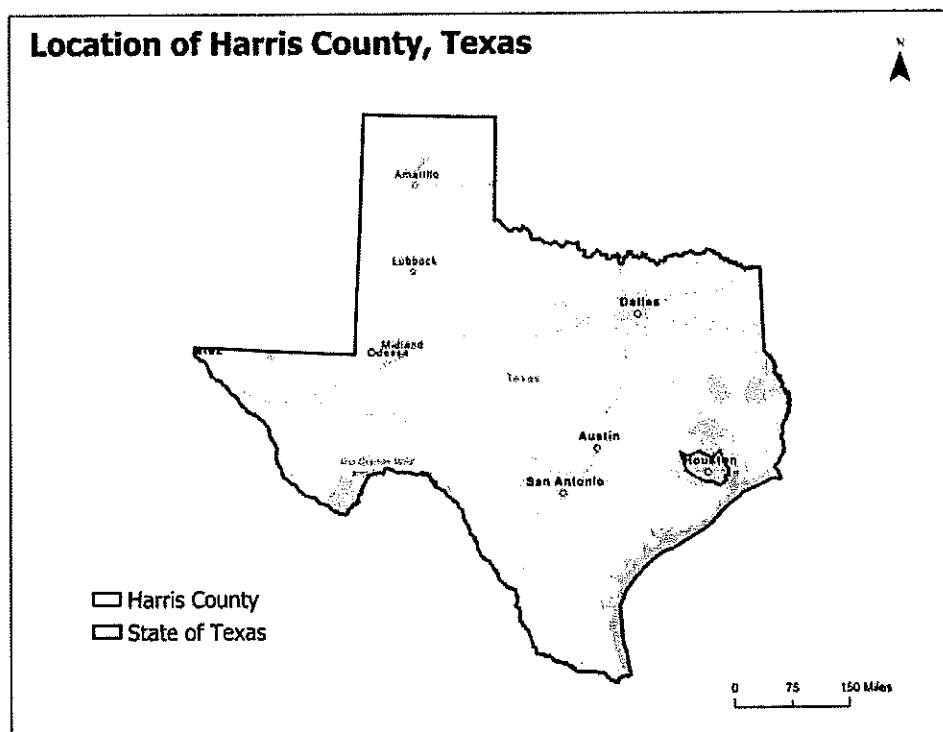 Location of Harris County, Texas
N
Amarillo
Lubbock
Dallas
Midland
Odessa
Texas
Austin
Houston
San Antonio
Harris County
State of Texas
0 75 150 Miles